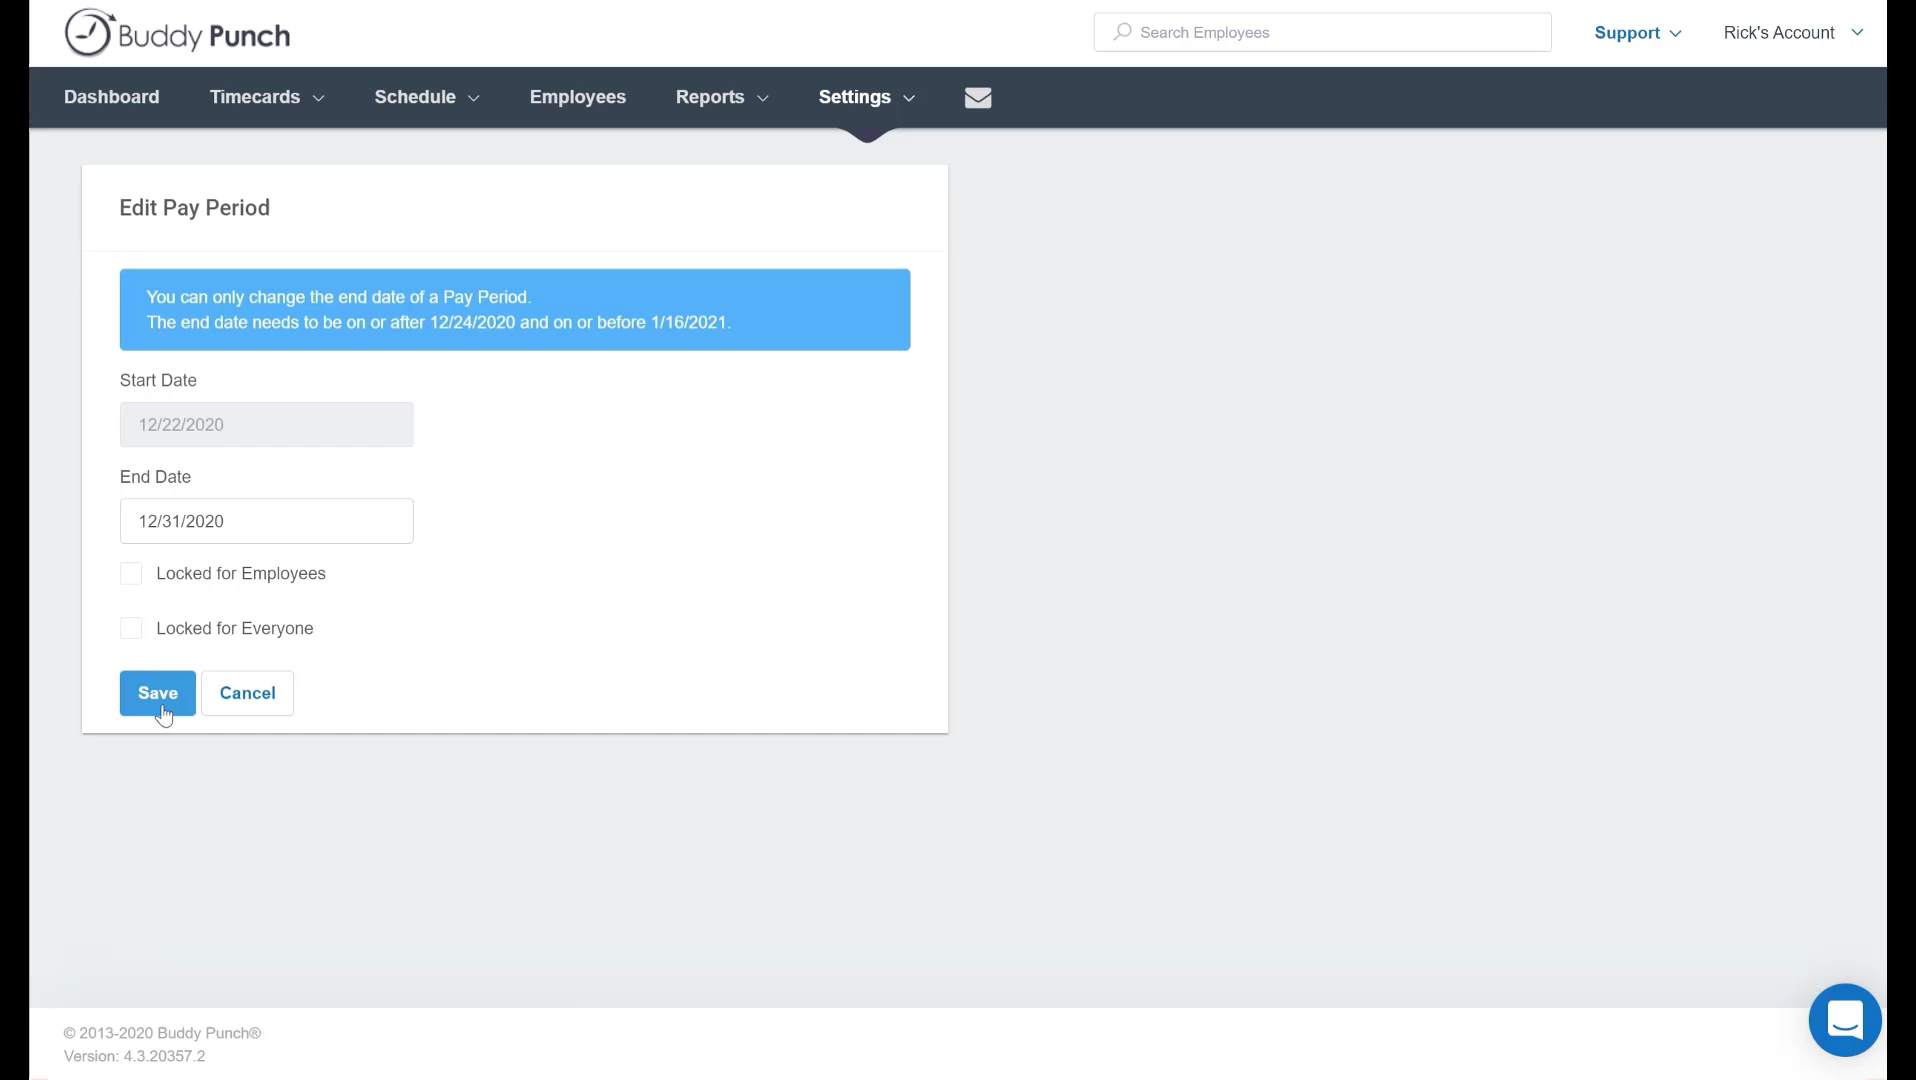 Buddy Punch
Search Employees
Support
Rick's Account
Dashboard
Timecards
Schedule
Employees
Reports
Settings
Edit Pay Period
You can only change the end date of a Pay Period.
The end date needs to be on or after 12/24/2020 and on or before 1/16/2021.
Start Date
12/22/2020
End Date
12/31/2020
Locked for Employees
Locked for Everyone
Save
Cancel
© 2013-2020 Buddy Punch®
Version: 4.3.20357.2